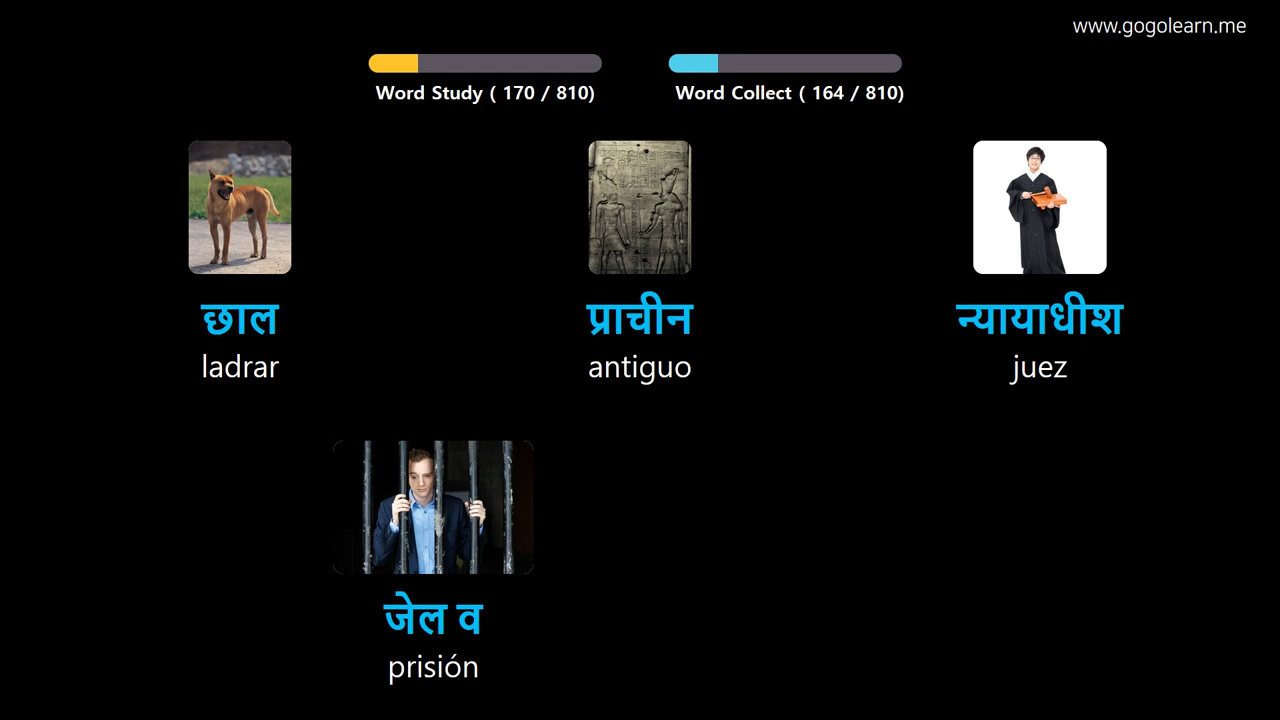 www.gogolearn.me
Word Study ( 170 / 810)
Word Collect ( 164 / 810)
छाल
ladrar
प्राचीन
antiguo
न्यायाधीश
juez
जेल व
prisión